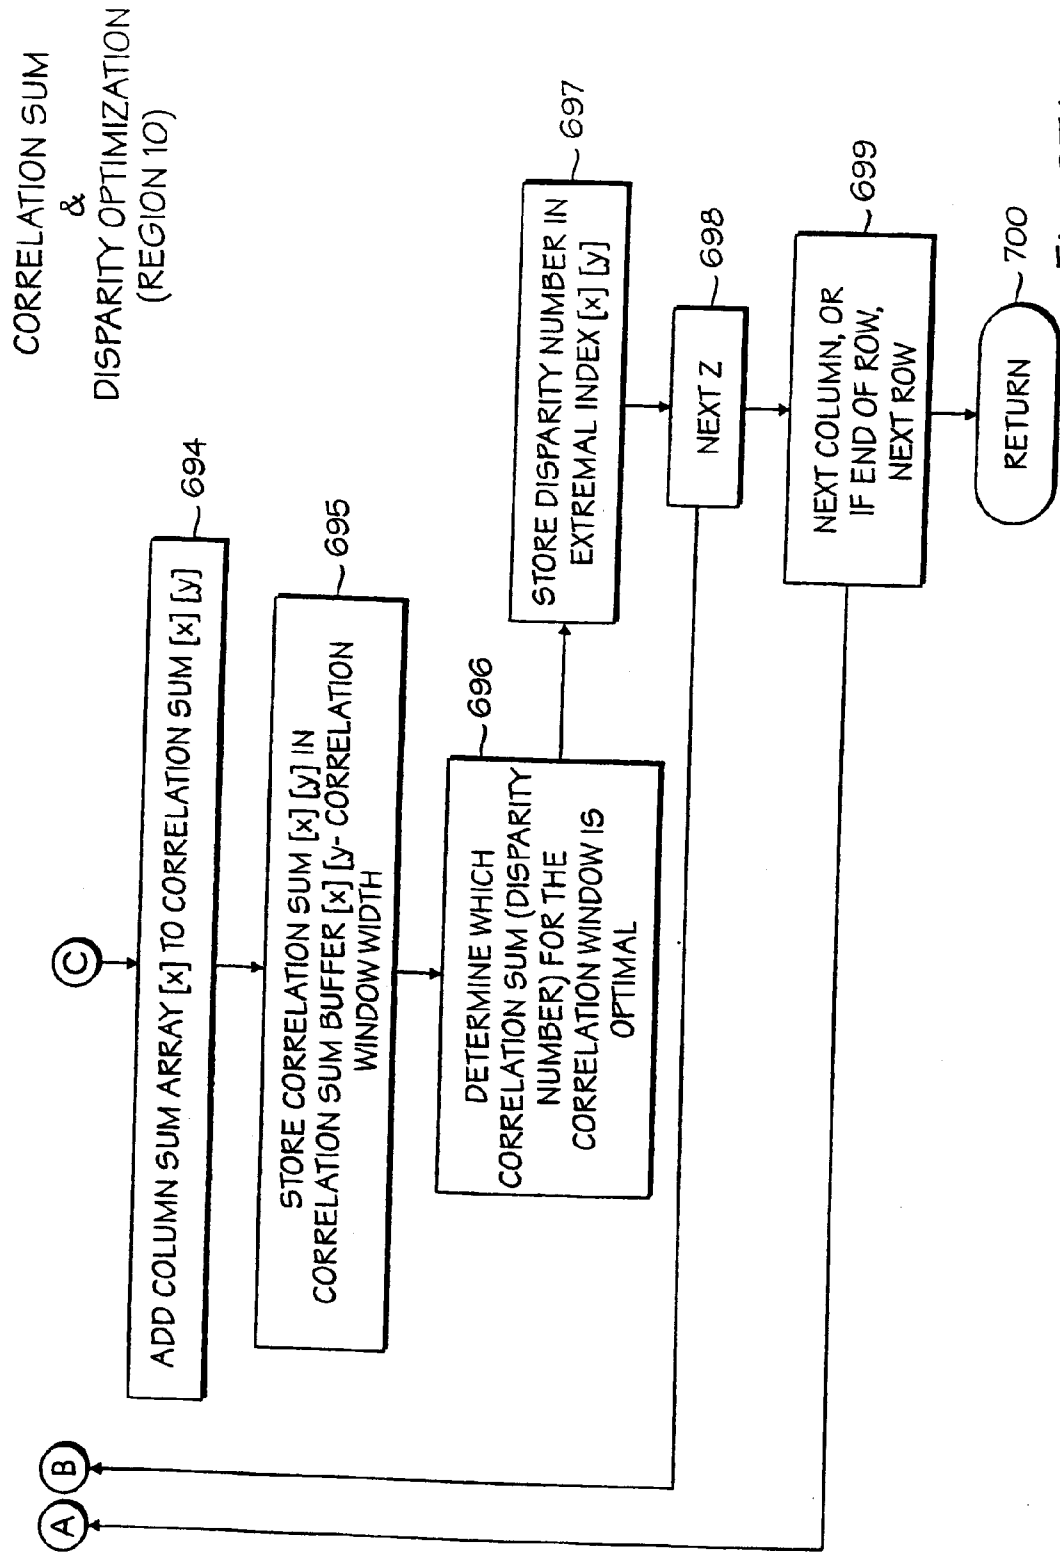 CORRELATION SUM
&
DISPARITY OPTIMIZATION
(REGION 10)
C
ADD COLUMN SUM ARRAY [x] TO CORRELATION SUM [x] [y]
694
STORE CORRELATION SUM [x] [y] IN
CORRELATION SUM BUFFER [x] [y- CORRELATION
WINDOW WIDTH
695
DETERMINE WHICH
CORRELATION SUM (DISPARITY
NUMBER) FOR THE
CORRELATION WINDOW IS
OPTIMAL
696
STORE DISPARITY NUMBER IN
EXTREMAL INDEX [x] [y]
697
NEXT Z
698
B
NEXT COLUMN, OR
IF END OF ROW,
NEXT ROW
699
A
RETURN
700